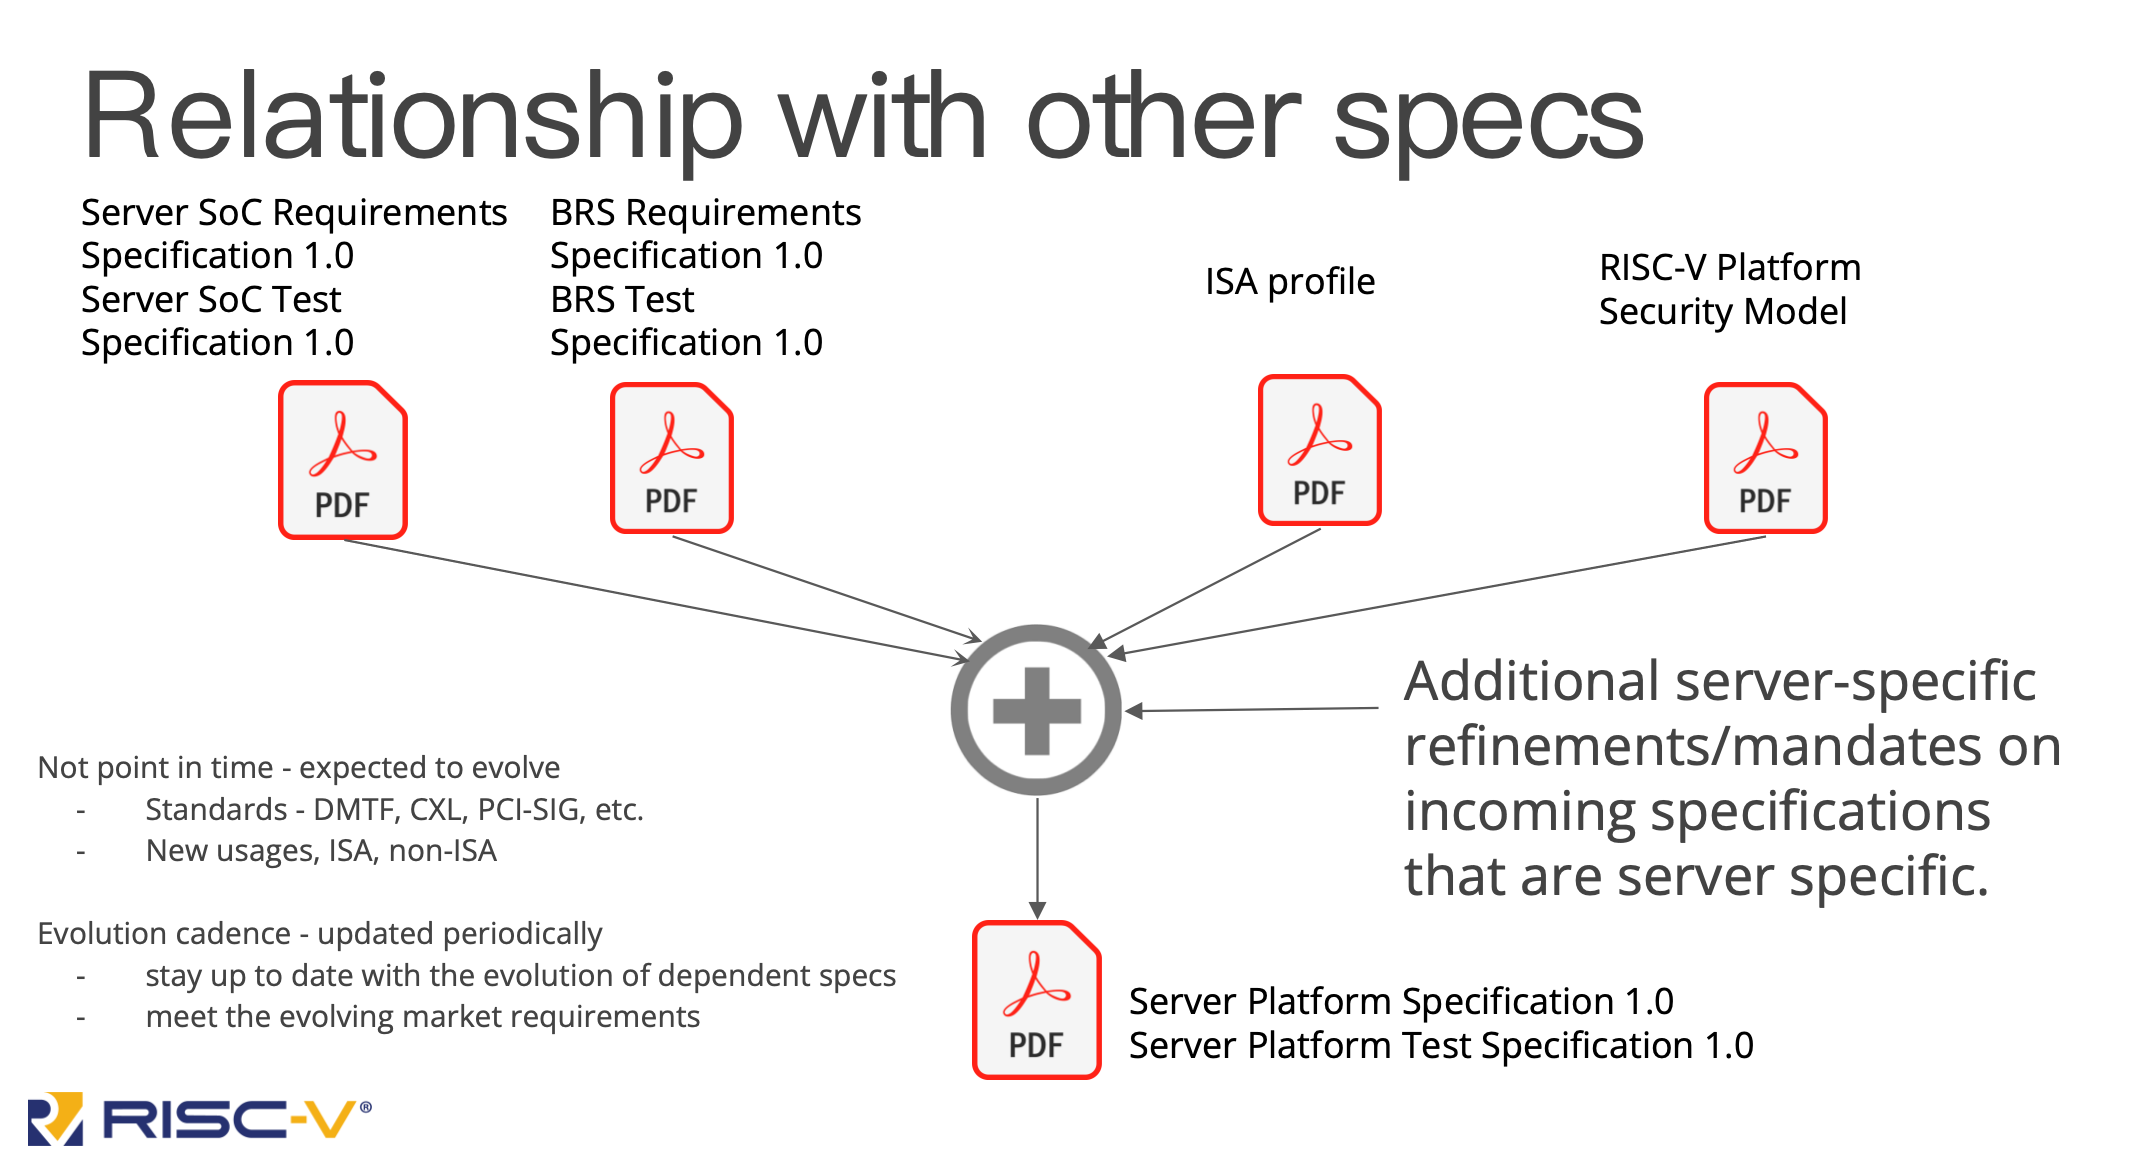 Relationship with other specs
Server SoC Requirements
Specification 1.0
Server SoC Test
Specification 1.0
BRS Requirements
Specification 1.0
BRS Test
Specification 1.0
ISA profile
RISC-V Platform
Security Model
PDF
PDF
PDF
PDF
Additional server-specific
refinements/mandates on
incoming specifications
that are server specific.
Not point in time - expected to evolve
- Standards - DMTF, CXL, PCI-SIG, etc.
- New usages, ISA, non-ISA
Evolution cadence - updated periodically
- stay up to date with the evolution of dependent specs
- meet the evolving market requirements
PDF
Server Platform Specification 1.0
Server Platform Test Specification 1.0
RISC-V®